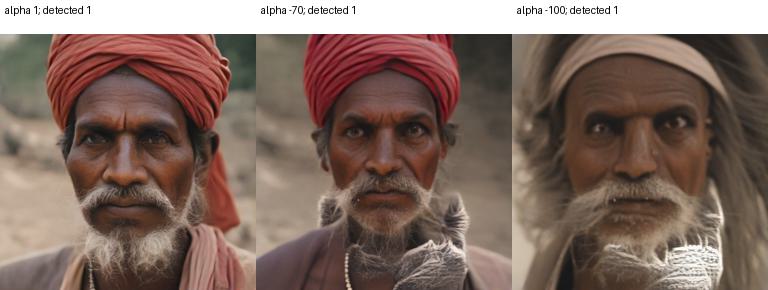 alpha 1; detected 1
alpha -70; detected 1
alpha -100; detected 1